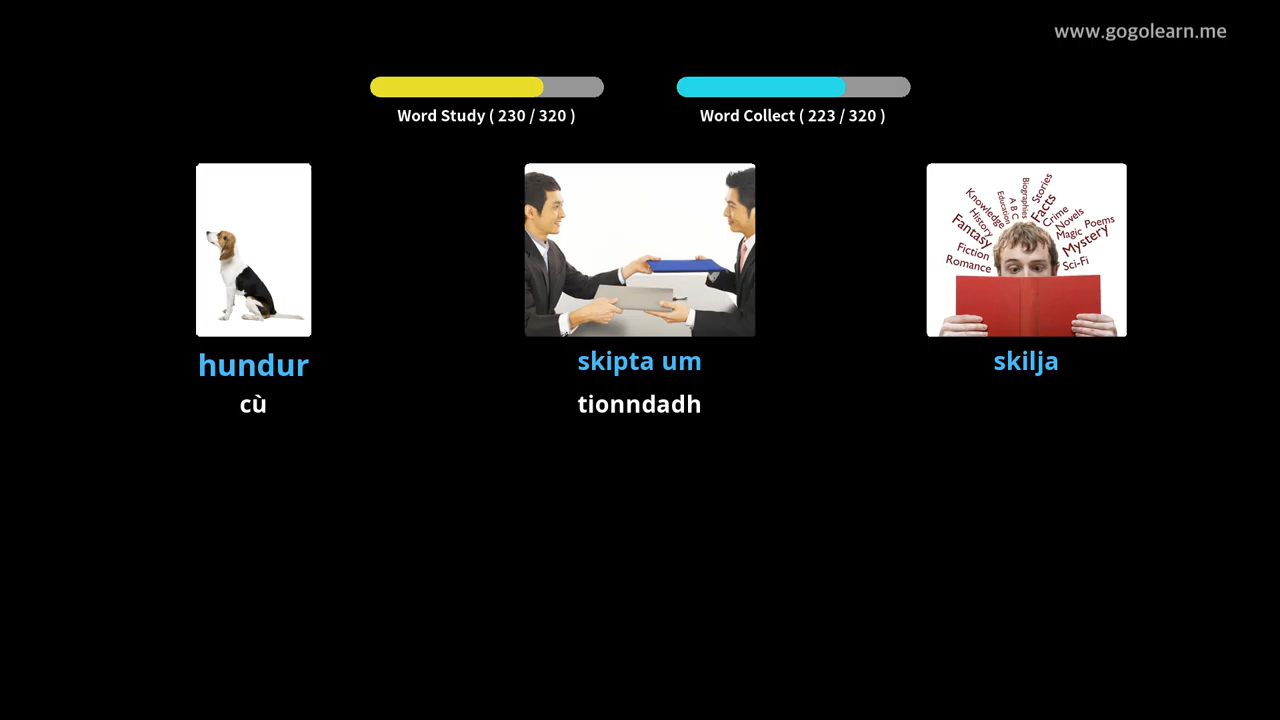 www.gogolearn.me
Word Study ( 230 / 320 )
Word Collect ( 223 / 320 )
Stories
Biographies
Education
A B C
Facts
Knowledge
Crime
Novels
History
Poems
Magic
Fantasy
Mystery
Fiction
Romance
Sci-Fi
hundur
skipta um
skilja
cù
tionndadh